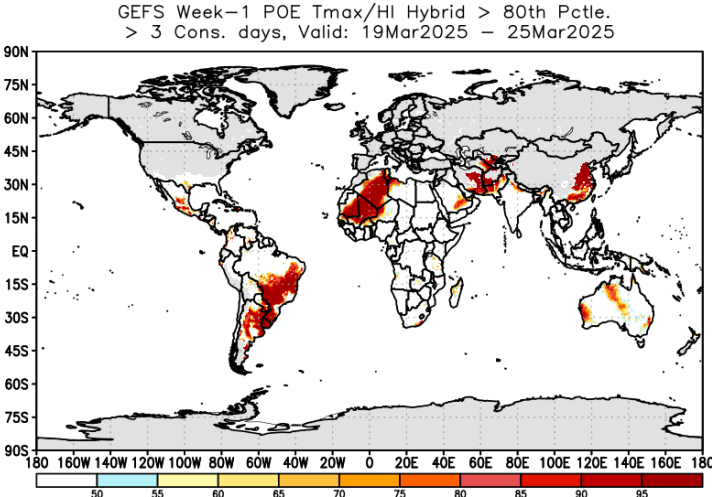 GEFS Week-1 POE Tmax/HI Hybrid > 80th Pctle.
> 3 Cons. days, Valid: 19Mar2025 - 25Mar2025
90N
75N
60N
45N
30N
15N
EQ
15S
30S
45S
60S
75S
90S
180 160W 140W 120W 100W 80W 60W 40W 20W 0 20E 40E 60E 80E 100E 120E 140E 160E 180
50 55 60 65 70 75 80 85 90 95